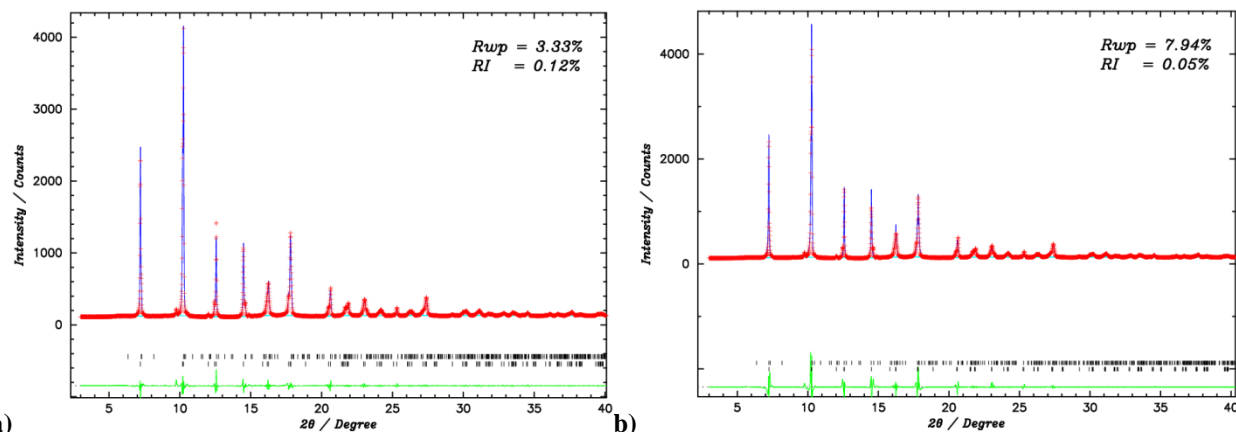 Rwp = 3.33%
RI = 0.12%
4000
3000
2000
1000
0
Intensity / Counts
5 10 15 20 25 30 35 40
2θ / Degree
a)
Rwp = 7.94%
RI = 0.05%
4000
2000
0
Intensity / Counts
5 10 15 20 25 30 35 40
2θ / Degree
b)